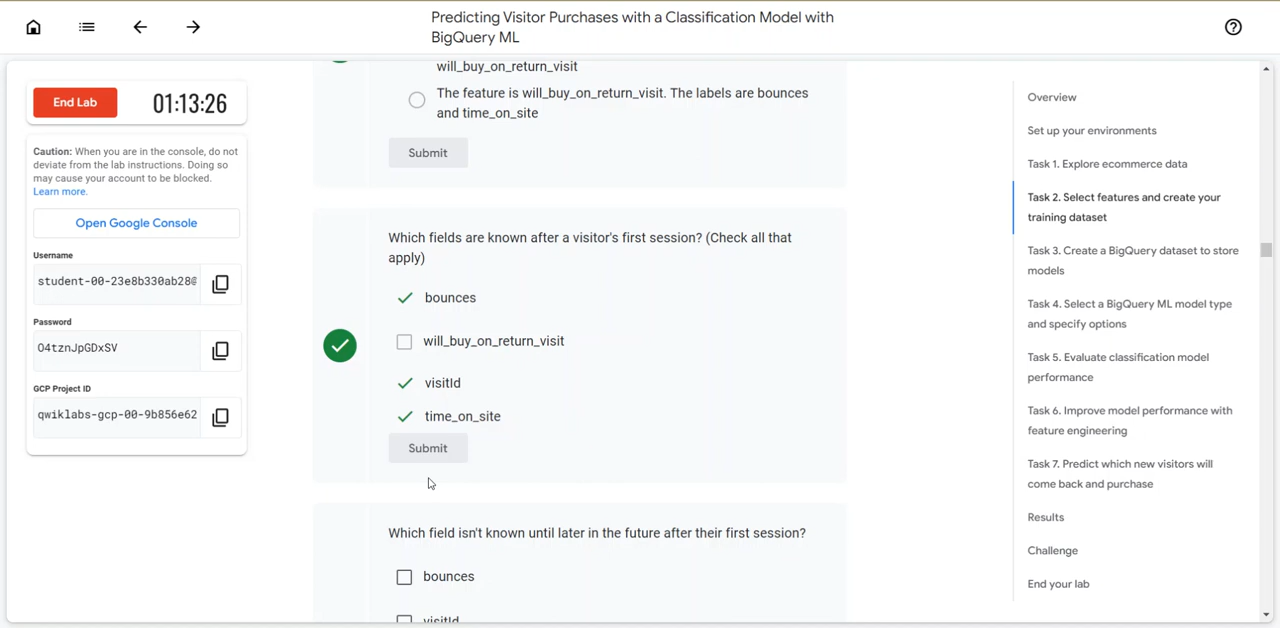 Predicting Visitor Purchases with a Classification Model with
BigQuery ML
End Lab
01:13:26
Caution: When you are in the console, do not
deviate from the lab instructions. Doing so
may cause your account to be blocked.
Learn more.
Open Google Console
Username
student-00-23e8b330ab28@
Password
O4tznJpGDxSV
GCP Project ID
qwiklabs-gcp-00-9b856e62
will_buy_on_return_visit
The feature is will_buy_on_return_visit. The labels are bounces
and time_on_site
Submit
Which fields are known after a visitor's first session? (Check all that
apply)
bounces
will_buy_on_return_visit
visitId
time_on_site
Submit
Which field isn't known until later in the future after their first session?
bounces
visitId
Overview
Set up your environments
Task 1. Explore ecommerce data
Task 2. Select features and create your
training dataset
Task 3. Create a BigQuery dataset to store
models
Task 4. Select a BigQuery ML model type
and specify options
Task 5. Evaluate classification model
performance
Task 6. Improve model performance with
feature engineering
Task 7. Predict which new visitors will
come back and purchase
Results
Challenge
End your lab